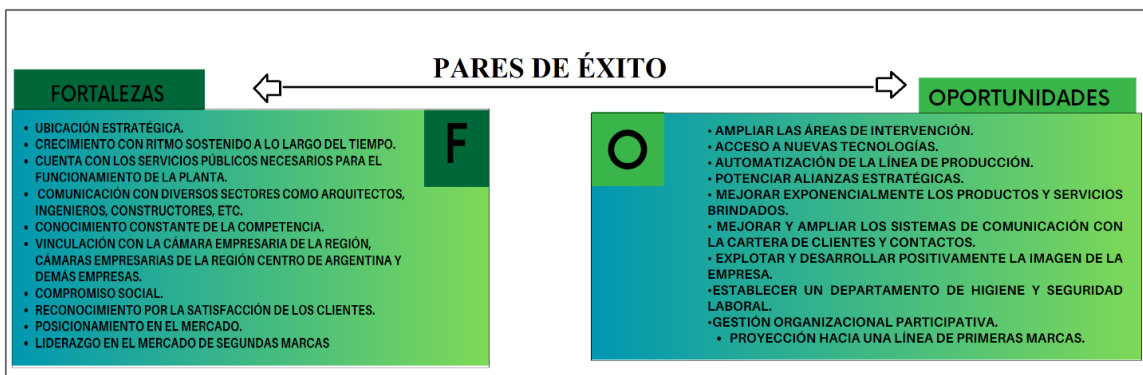 PARES DE ÉXITO
FORTALEZAS
F
• UBICACIÓN ESTRATÉGICA.
• CRECIMIENTO CON RITMO SOSTENIDO A LO LARGO DEL TIEMPO.
• CUENTA CON LOS SERVICIOS PÚBLICOS NECESARIOS PARA EL
FUNCIONAMIENTO DE LA PLANTA.
• COMUNICACIÓN CON DIVERSOS SECTORES COMO ARQUITECTOS,
INGENIEROS, CONSTRUCTORES, ETC.
• CONOCIMIENTO CONSTANTE DE LA COMPETENCIA.
• VINCULACIÓN CON LA CÁMARA EMPRESARIA DE LA REGIÓN,
CÁMARAS EMPRESARIAS DE LA REGIÓN CENTRO DE ARGENTINA Y
DEMÁS EMPRESAS.
• COMPROMISO SOCIAL.
• RECONOCIMIENTO POR LA SATISFACCIÓN DE LOS CLIENTES.
• POSICIONAMIENTO EN EL MERCADO.
• LIDERAZGO EN EL MERCADO DE SEGUNDAS MARCAS
OPORTUNIDADES
O
• AMPLIAR LAS ÁREAS DE INTERVENCIÓN.
• ACCESO A NUEVAS TECNOLOGÍAS.
• AUTOMATIZACIÓN DE LA LÍNEA DE PRODUCCIÓN.
• POTENCIAR ALIANZAS ESTRATÉGICAS.
• MEJORAR EXPONENCIALMENTE LOS PRODUCTOS Y SERVICIOS
BRINDADOS.
• MEJORAR Y AMPLIAR LOS SISTEMAS DE COMUNICACIÓN CON
LA CARTERA DE CLIENTES Y CONTACTOS.
• EXPLOTAR Y DESARROLLAR POSITIVAMENTE LA IMAGEN DE LA
EMPRESA.
•ESTABLECER UN DEPARTAMENTO DE HIGIENE Y SEGURIDAD
LABORAL.
•GESTIÓN ORGANIZACIONAL PARTICIPATIVA.
• PROYECCIÓN HACIA UNA LÍNEA DE PRIMERAS MARCAS.